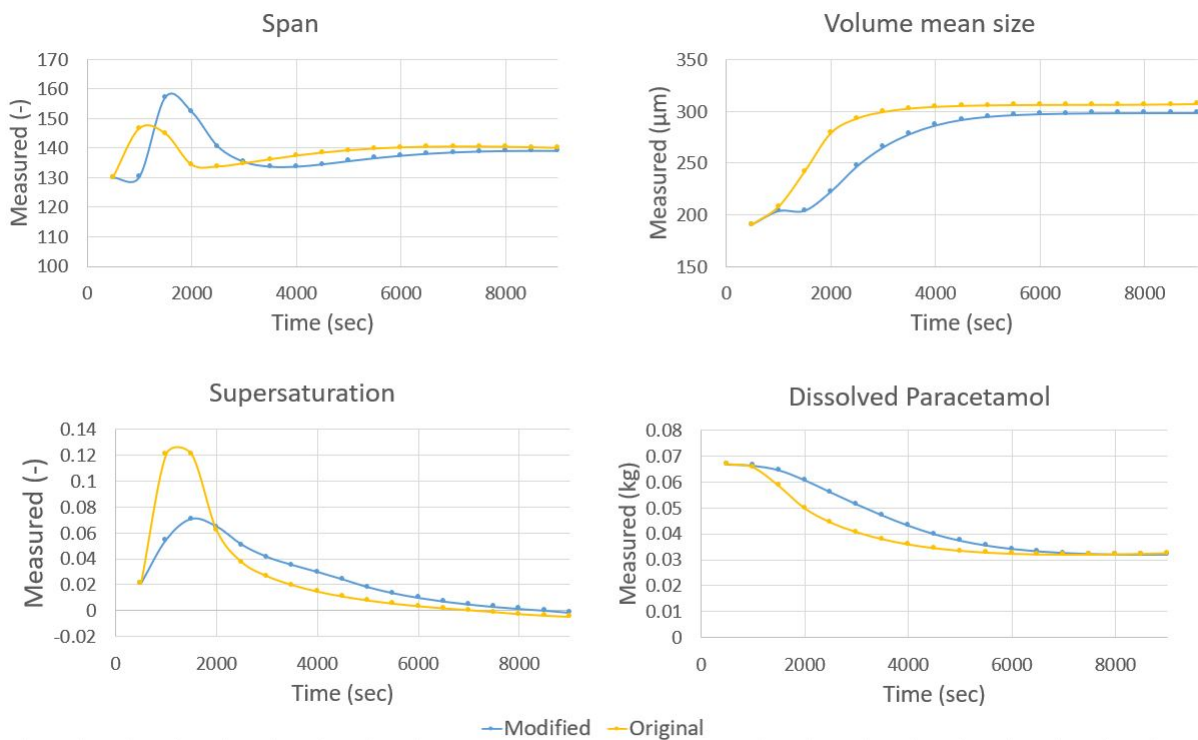 Span
170
160
150
140
130
120
110
100
Measured (-)
0 2000 4000 6000 8000
Time (sec)
Volume mean size
350
300
250
200
150
Measured (µm)
0 2000 4000 6000 8000
Time (sec)
Supersaturation
0.14
0.12
0.1
0.08
0.06
0.04
0.02
0
-0.02
Measured (-)
0 2000 4000 6000 8000
Time (sec)
Dissolved Paracetamol
0.08
0.07
0.06
0.05
0.04
0.03
0.02
0.01
0
Measured (kg)
0 2000 4000 6000 8000
Time (sec)
Modified Original